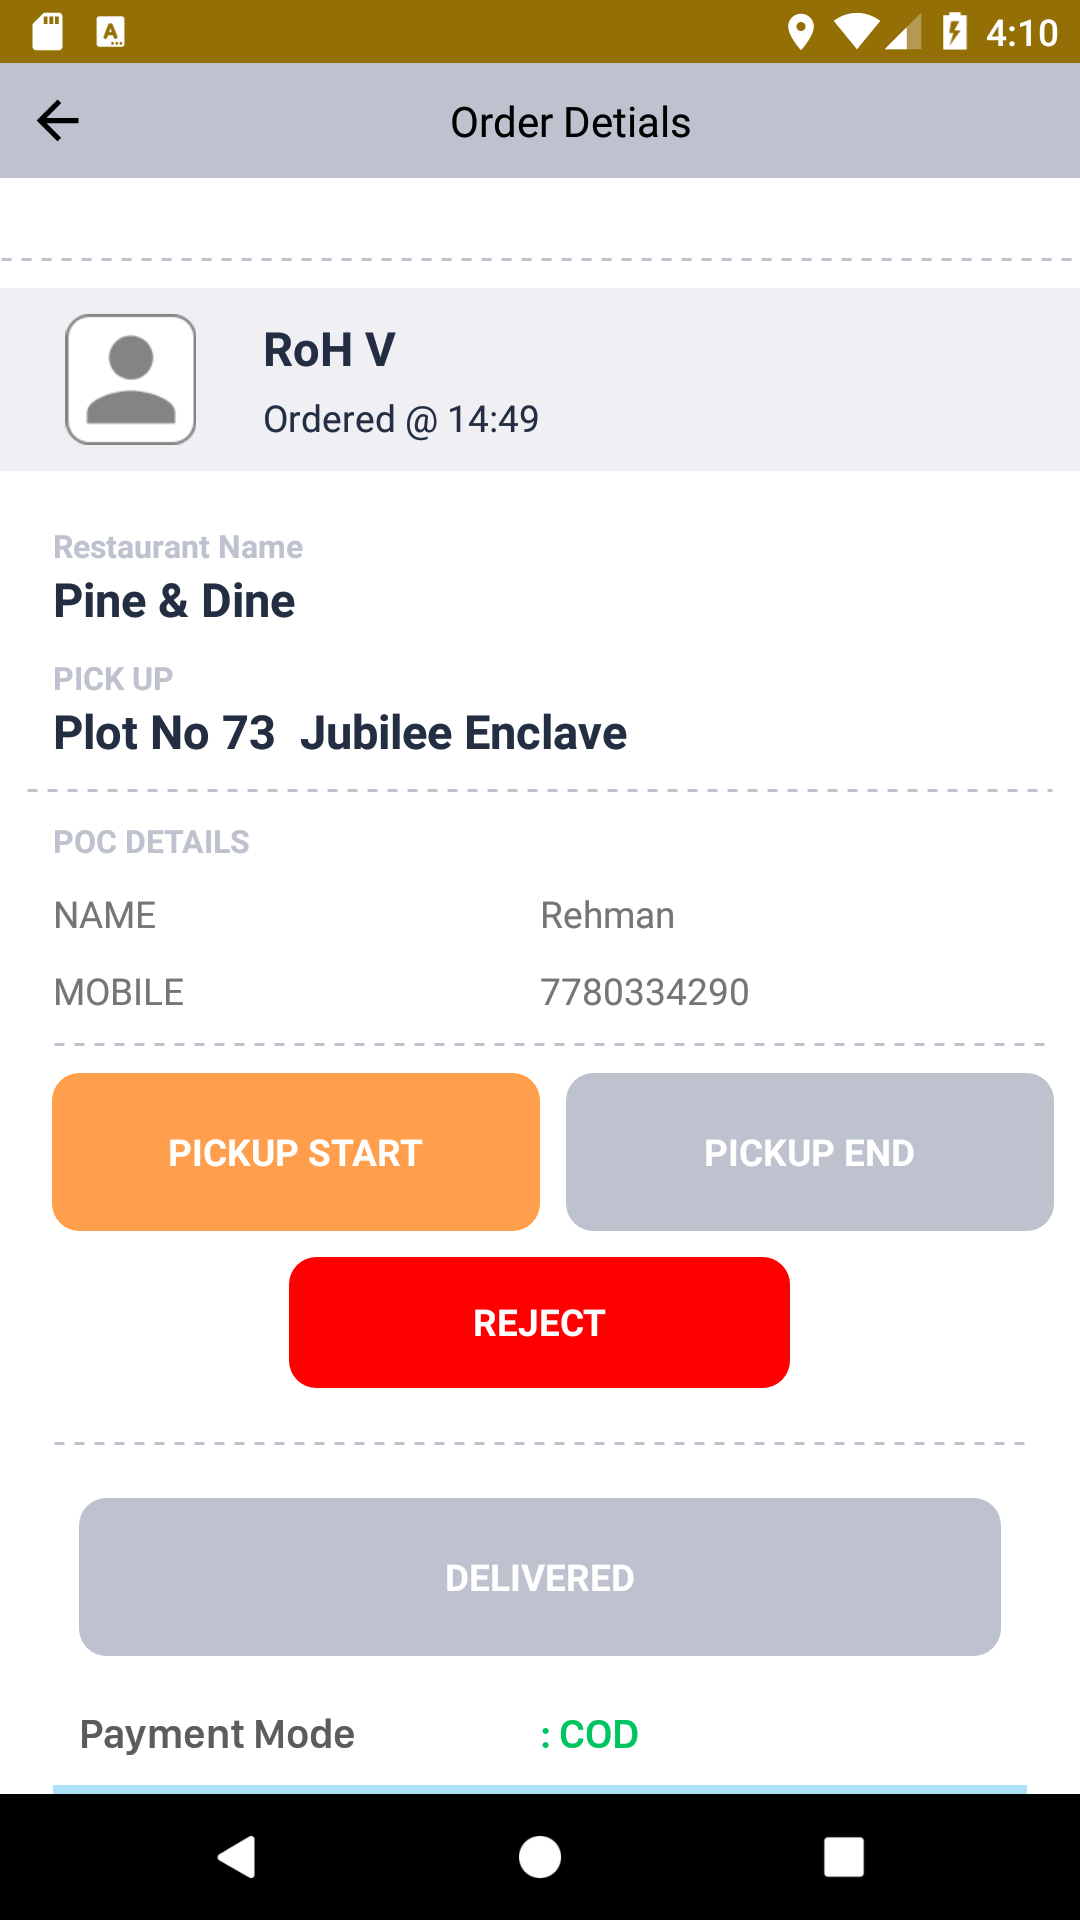 4:10
Order Detials
RoH V
Ordered @ 14:49
Restaurant Name
Pine & Dine
PICK UP
Plot No 73  Jubilee Enclave
POC DETAILS
NAME Rehman
MOBILE 7780334290
PICKUP START PICKUP END
REJECT
DELIVERED
Payment Mode : COD